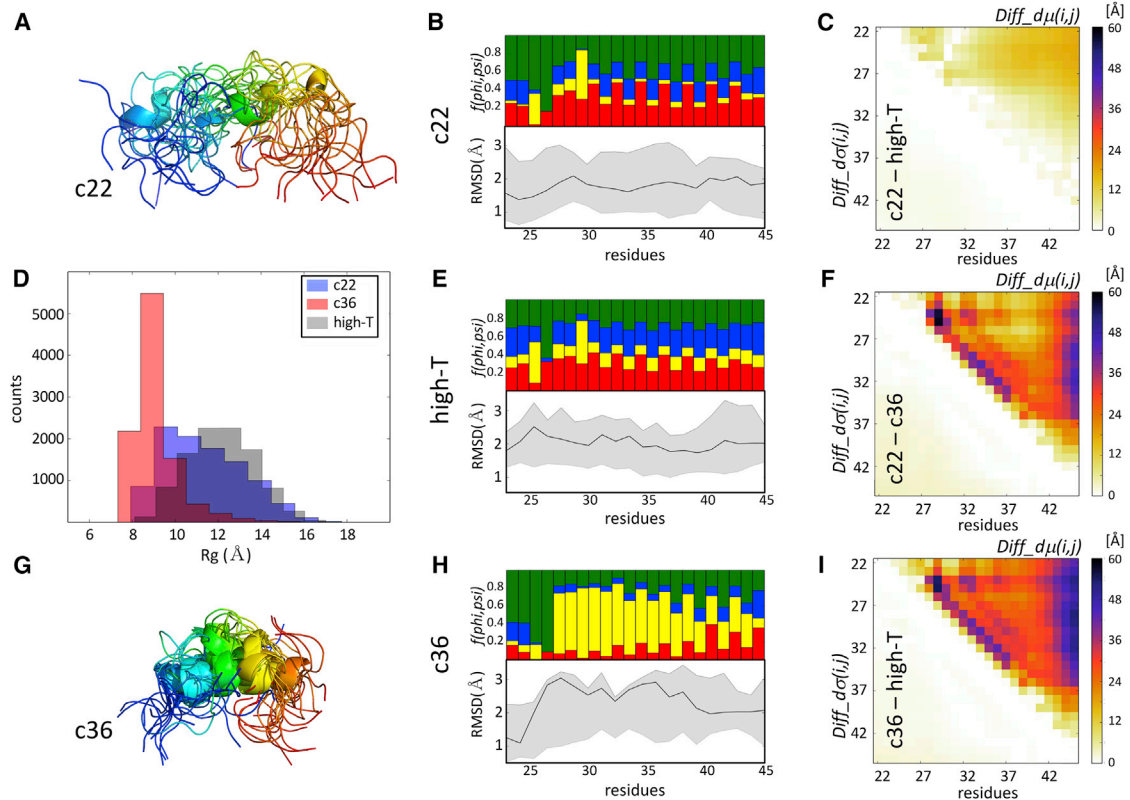 A
c22
B
c22
f(phi,psi)
0.8
0.6
0.4
0.2
RMSD(Å)
3
2
1
25 30 35 40 45
residues
C
Diff_dμ(i,j)
[Å]
Diff_dσ(i,j)
c22 – high-T
22
27
32
37
42
22 27 32 37 42
residues
60
48
36
24
12
0
D
counts
5000
4000
3000
2000
1000
c22
c36
high-T
6 8 10 12 14 16 18
Rg (Å)
E
high-T
f(phi,psi)
0.8
0.6
0.4
0.2
RMSD(Å)
3
2
1
25 30 35 40 45
residues
F
Diff_dμ(i,j)
[Å]
Diff_dσ(i,j)
c22 – c36
22
27
32
37
42
22 27 32 37 42
residues
60
48
36
24
12
0
G
c36
H
c36
f(phi,psi)
0.8
0.6
0.4
0.2
RMSD(Å)
3
2
1
25 30 35 40 45
residues
I
Diff_dμ(i,j)
[Å]
Diff_dσ(i,j)
c36 – high-T
22
27
32
37
42
22 27 32 37 42
residues
60
48
36
24
12
0